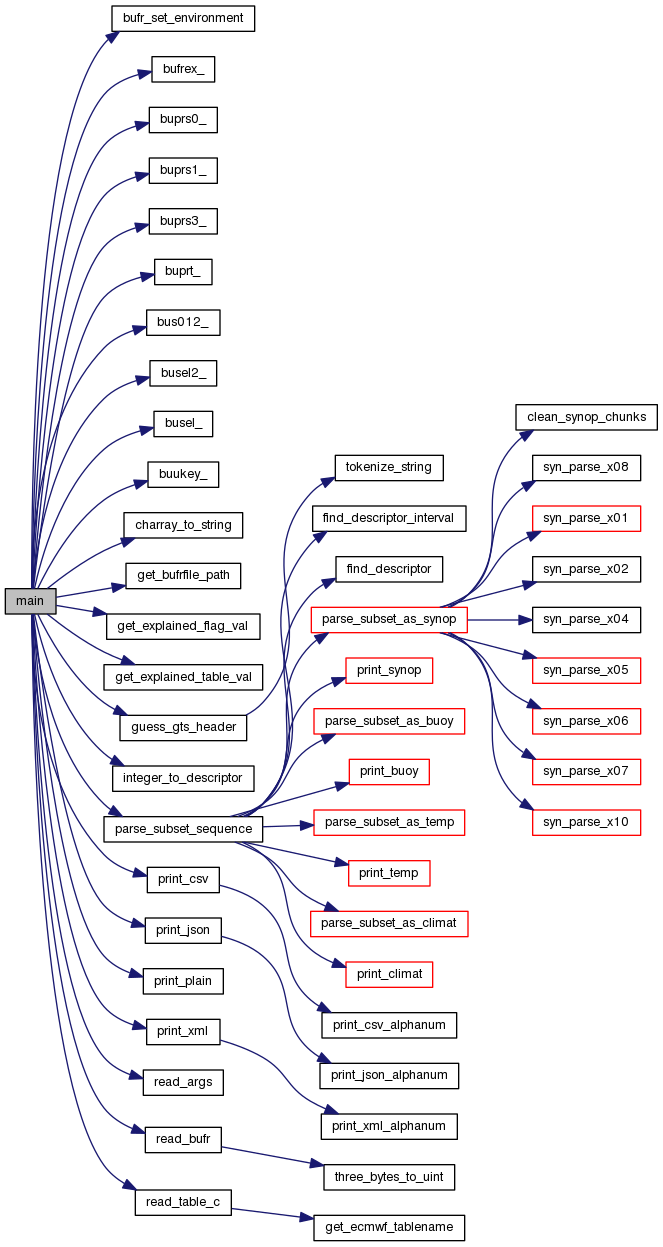 bufr_set_environment
bufrex_
buprs0_
buprs1_
buprs3_
buprt_
bus012_
busel2_
busel_
buukey_
charray_to_string
get_bufrfile_path
main
get_explained_flag_val
get_explained_table_val
guess_gts_header
integer_to_descriptor
parse_subset_sequence
print_csv
print_json
print_plain
print_xml
read_args
read_bufr
read_table_c
tokenize_string
find_descriptor_interval
find_descriptor
parse_subset_as_synop
print_synop
parse_subset_as_buoy
print_buoy
parse_subset_as_temp
print_temp
parse_subset_as_climat
print_climat
print_csv_alphanum
print_json_alphanum
print_xml_alphanum
three_bytes_to_uint
get_ecmwf_tablename
clean_synop_chunks
syn_parse_x08
syn_parse_x01
syn_parse_x02
syn_parse_x04
syn_parse_x05
syn_parse_x06
syn_parse_x07
syn_parse_x10